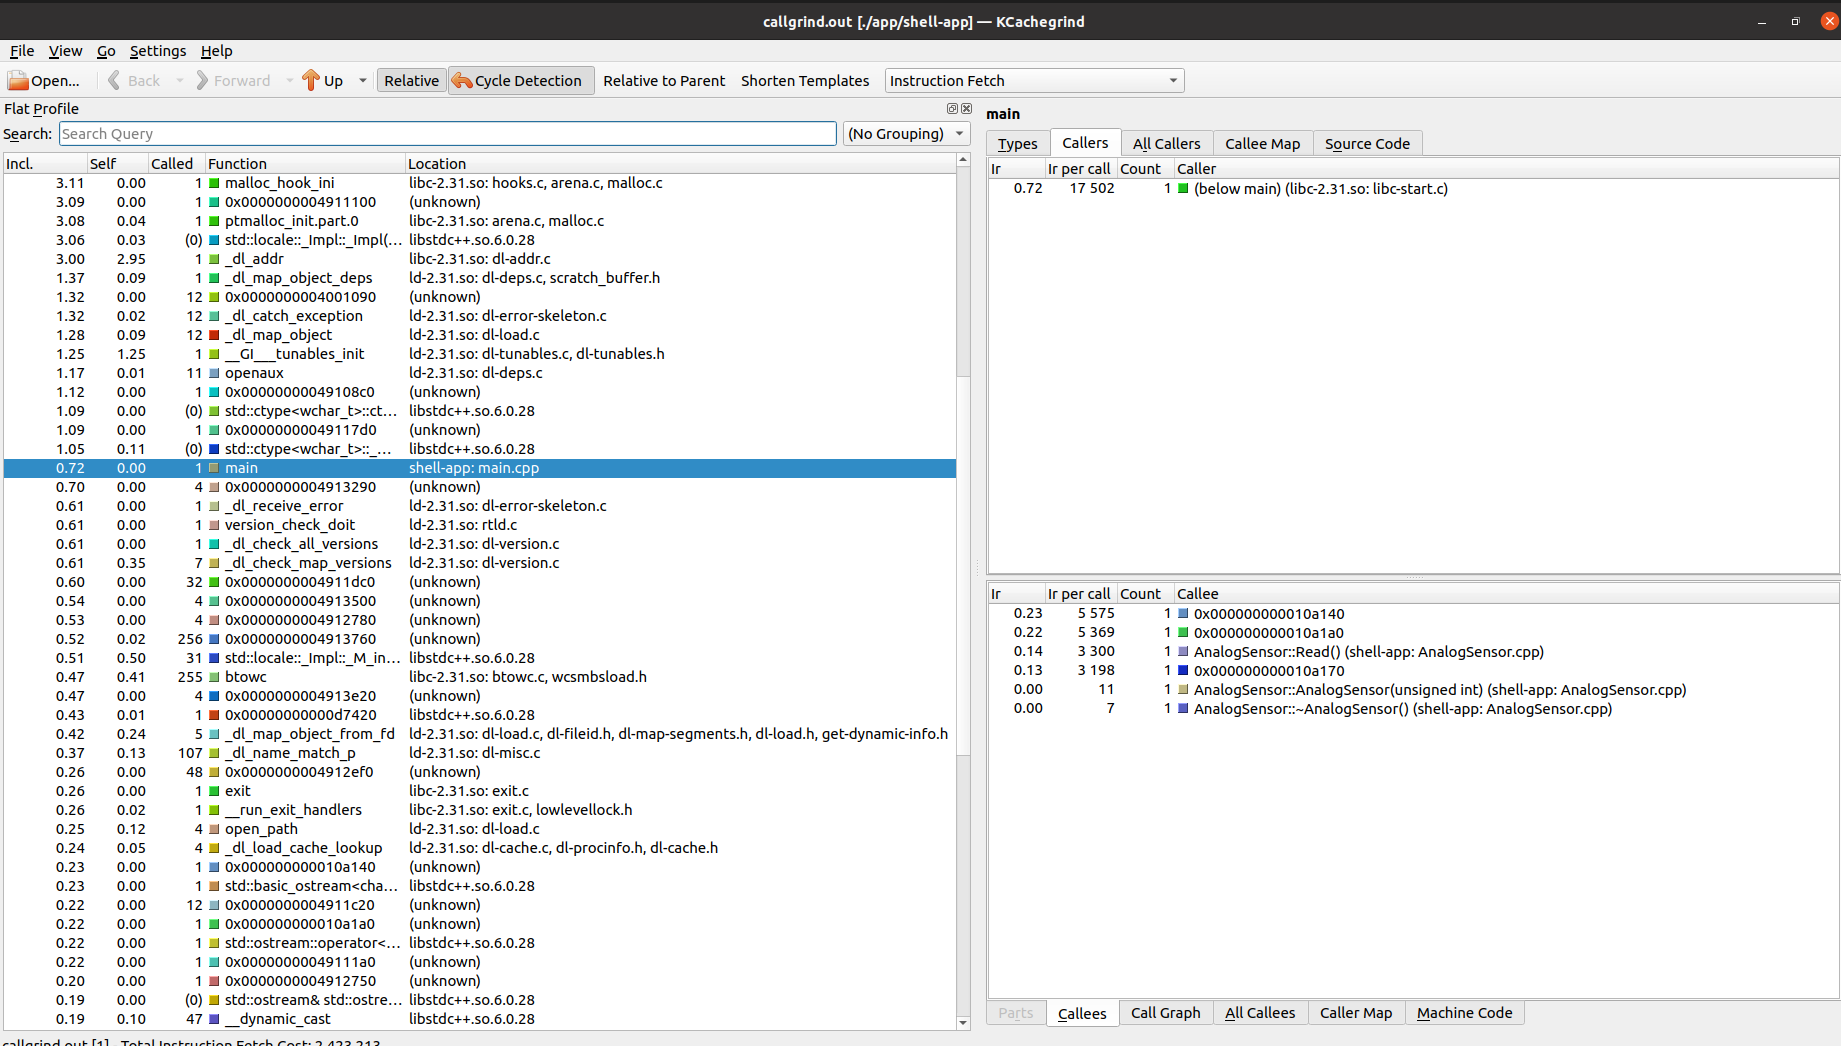 callgrind.out [./app/shell-app] — KCachegrind
File View Go Settings Help
Open... Back Forward Up Relative Cycle Detection Relative to Parent Shorten Templates Instruction Fetch
Flat Profile
Search: Search Query (No Grouping)
Incl. Self Called Function Location
3.11 0.00 1 malloc_hook_ini libc-2.31.so: hooks.c, arena.c, malloc.c
3.09 0.00 1 0x0000000004911100 (unknown)
3.08 0.04 1 ptmalloc_init.part.0 libc-2.31.so: arena.c, malloc.c
3.06 0.03 (0) std::locale::_Impl::_Impl(... libstdc++.so.6.0.28
3.00 2.95 1 _dl_addr libc-2.31.so: dl-addr.c
1.37 0.09 1 _dl_map_object_deps ld-2.31.so: dl-deps.c, scratch_buffer.h
1.32 0.00 12 0x0000000004001090 (unknown)
1.32 0.02 12 _dl_catch_exception ld-2.31.so: dl-error-skeleton.c
1.28 0.09 12 _dl_map_object ld-2.31.so: dl-load.c
1.25 1.25 1 __GI___tunables_init ld-2.31.so: dl-tunables.c, dl-tunables.h
1.17 0.01 11 openaux ld-2.31.so: dl-deps.c
1.12 0.00 1 0x00000000049108c0 (unknown)
1.09 0.00 (0) std::ctype<wchar_t>::ct... libstdc++.so.6.0.28
1.09 0.00 1 0x00000000049117d0 (unknown)
1.05 0.11 (0) std::ctype<wchar_t>::_... libstdc++.so.6.0.28
0.72 0.00 1 main shell-app: main.cpp
0.70 0.00 4 0x0000000004913290 (unknown)
0.61 0.00 1 _dl_receive_error ld-2.31.so: dl-error-skeleton.c
0.61 0.00 1 version_check_doit ld-2.31.so: rtld.c
0.61 0.00 1 _dl_check_all_versions ld-2.31.so: dl-version.c
0.61 0.35 7 _dl_check_map_versions ld-2.31.so: dl-version.c
0.60 0.00 32 0x0000000004911dc0 (unknown)
0.54 0.00 4 0x0000000004913500 (unknown)
0.53 0.00 4 0x0000000004912780 (unknown)
0.52 0.02 256 0x0000000004913760 (unknown)
0.51 0.50 31 std::locale::_Impl::_M_in... libstdc++.so.6.0.28
0.47 0.41 255 btowc libc-2.31.so: btowc.c, wcsmbsload.h
0.47 0.00 4 0x0000000004913e20 (unknown)
0.43 0.01 1 0x00000000000d7420 libstdc++.so.6.0.28
0.42 0.24 5 _dl_map_object_from_fd ld-2.31.so: dl-load.c, dl-fileid.h, dl-map-segments.h, dl-load.h, get-dynamic-info.h
0.37 0.13 107 _dl_name_match_p ld-2.31.so: dl-misc.c
0.26 0.00 48 0x0000000004912ef0 (unknown)
0.26 0.00 1 exit libc-2.31.so: exit.c
0.26 0.02 1 __run_exit_handlers libc-2.31.so: exit.c, lowlevellock.h
0.25 0.12 4 open_path ld-2.31.so: dl-load.c
0.24 0.05 4 _dl_load_cache_lookup ld-2.31.so: dl-cache.c, dl-procinfo.h, dl-cache.h
0.23 0.00 1 0x000000000010a140 (unknown)
0.23 0.00 1 std::basic_ostream<cha... libstdc++.so.6.0.28
0.22 0.00 12 0x0000000004911c20 (unknown)
0.22 0.00 1 0x000000000010a1a0 (unknown)
0.22 0.00 1 std::ostream::operator<... libstdc++.so.6.0.28
0.22 0.00 1 0x00000000049111a0 (unknown)
0.20 0.00 1 0x0000000004912750 (unknown)
0.19 0.00 (0) std::ostream& std::ostre... libstdc++.so.6.0.28
0.19 0.10 47 __dynamic_cast libstdc++.so.6.0.28
callgrind.out [1] - Total Instruction Fetch Cost: 2 423 213
main
Types Callers All Callers Callee Map Source Code
Ir Ir per call Count Caller
0.72 17 502 1 (below main) (libc-2.31.so: libc-start.c)
Ir Ir per call Count Callee
0.23 5 575 1 0x000000000010a140
0.22 5 369 1 0x000000000010a1a0
0.14 3 300 1 AnalogSensor::Read() (shell-app: AnalogSensor.cpp)
0.13 3 198 1 0x000000000010a170
0.00 11 1 AnalogSensor::AnalogSensor(unsigned int) (shell-app: AnalogSensor.cpp)
0.00 7 1 AnalogSensor::~AnalogSensor() (shell-app: AnalogSensor.cpp)
Parts Callees Call Graph All Callees Caller Map Machine Code